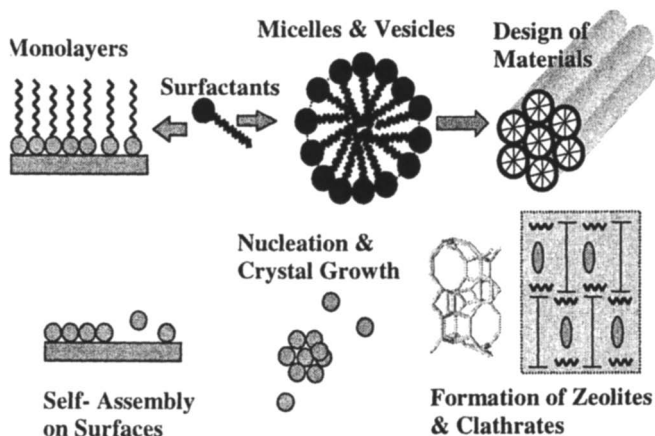 Monolayers
Micelles & Vesicles
Design of
Materials
Surfactants
Nucleation &
Crystal Growth
Self- Assembly
on Surfaces
Formation of Zeolites
& Clathrates